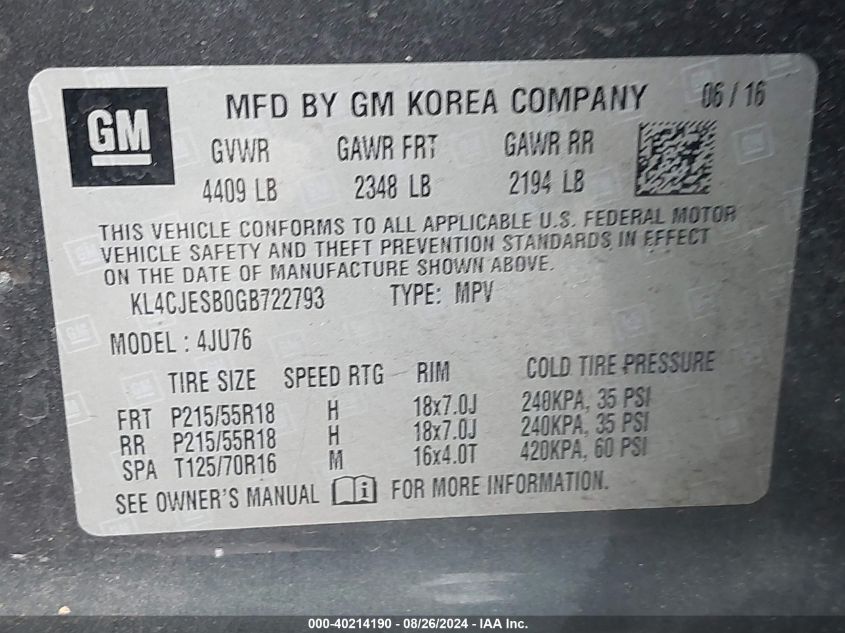 GM
MFD BY GM KOREA COMPANY 06 / 16
GVWR GAWR FRT GAWR RR
4409 LB 2348 LB 2194 LB
THIS VEHICLE CONFORMS TO ALL APPLICABLE U.S. FEDERAL MOTOR
VEHICLE SAFETY AND THEFT PREVENTION STANDARDS IN EFFECT
ON THE DATE OF MANUFACTURE SHOWN ABOVE.
KL4CJESB0GB722793 TYPE: MPV
MODEL : 4JU76
TIRE SIZE SPEED RTG RIM COLD TIRE PRESSURE
FRT P215/55R18 H 18x7.0J 240KPA, 35 PSI
RR P215/55R18 H 18x7.0J 240KPA, 35 PSI
SPA T125/70R16 M 16x4.0T 420KPA, 60 PSI
SEE OWNER'S MANUAL i FOR MORE INFORMATION.
000-40214190 - 08/26/2024 - IAA Inc.